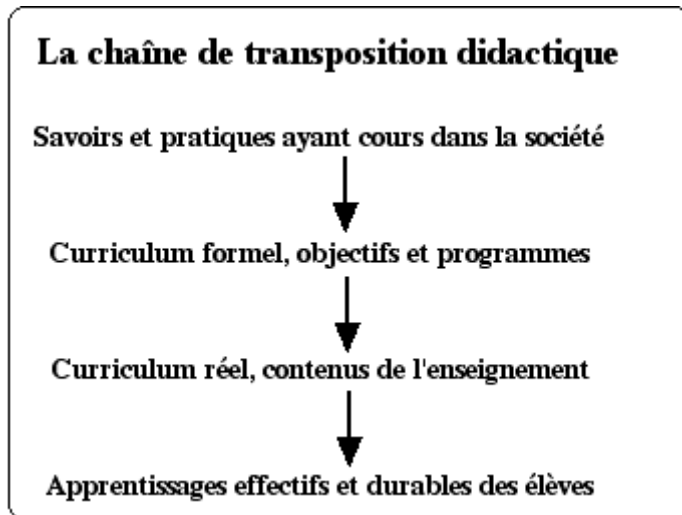 La chaîne de transposition didactique
Savoirs et pratiques ayant cours dans la société
Curriculum formel, objectifs et programmes
Curriculum réel, contenus de l'enseignement
Apprentissages effectifs et durables des élèves